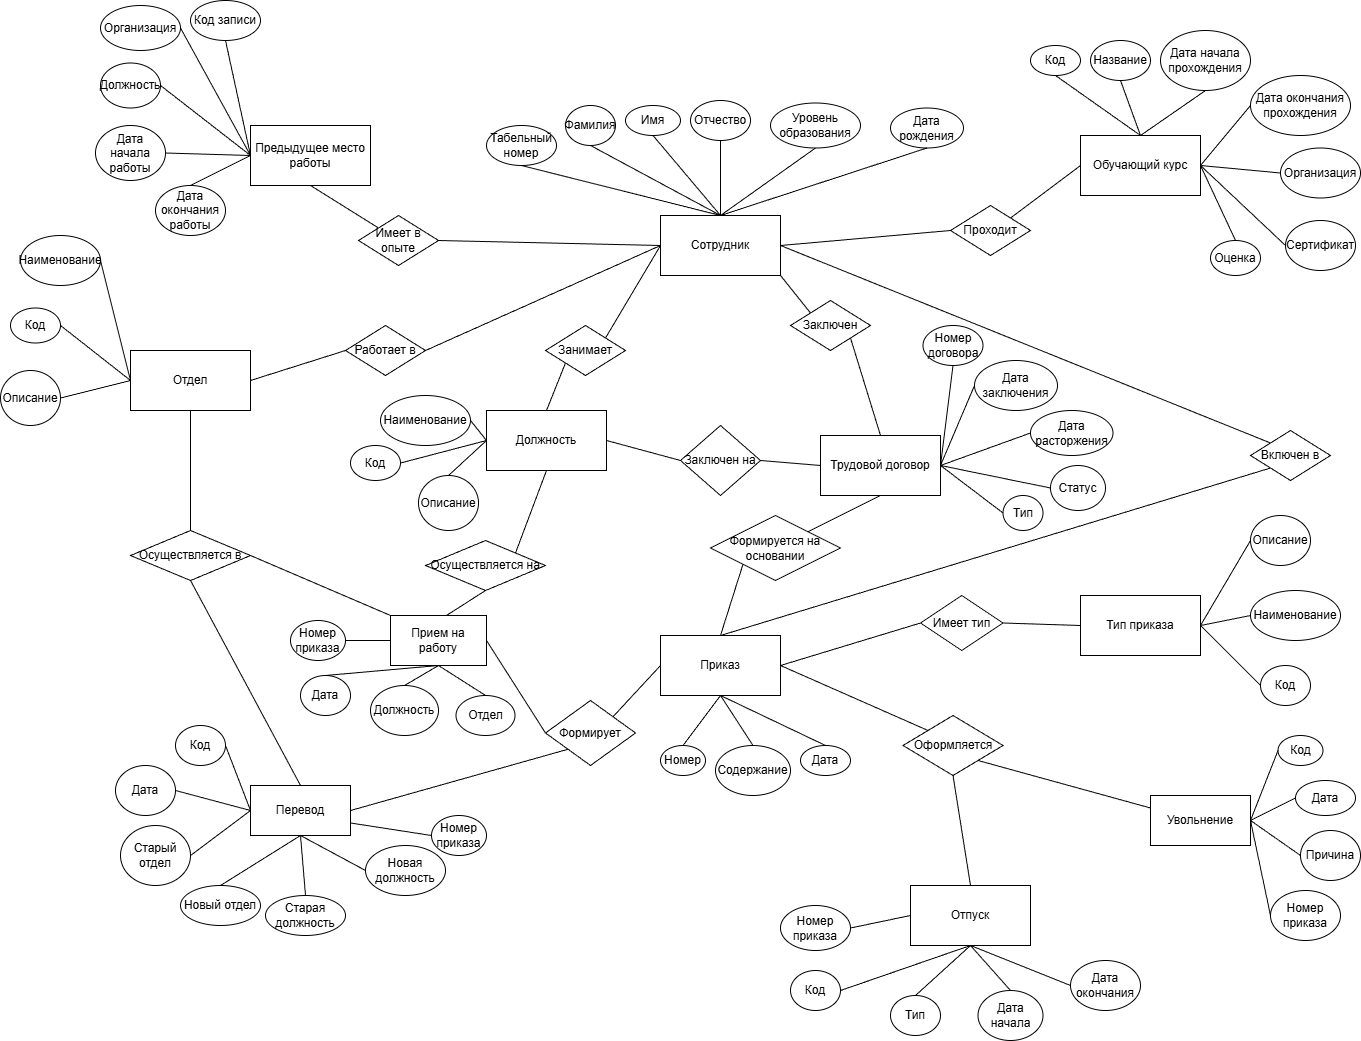 Организация
Код записи
Должность
Дата
начала
работы
Дата
окончания
работы
Предыдущее место
работы
Имеет в
опыте
Табельный
номер
Фамилия
Имя
Отчество
Уровень
образования
Дата
рождения
Сотрудник
Проходит
Код
Название
Дата начала
прохождения
Дата окончания
прохождения
Обучающий курс
Организация
Сертификат
Оценка
Наименование
Код
Описание
Отдел
Работает в
Занимает
Заключен
Номер
договора
Дата
заключения
Дата
расторжения
Статус
Тип
Трудовой договор
Наименование
Код
Описание
Должность
Заключен на
Включен в
Осуществляется в
Осуществляется на
Формируется на
основании
Прием на
работу
Номер
приказа
Дата
Должность
Отдел
Формирует
Приказ
Номер
Содержание
Дата
Имеет тип
Тип приказа
Описание
Наименование
Код
Оформляется
Код
Дата
Старый
отдел
Новый отдел
Старая
должность
Новая
должность
Номер
приказа
Перевод
Увольнение
Код
Дата
Причина
Номер
приказа
Отпуск
Номер
приказа
Код
Тип
Дата
начала
Дата
окончания